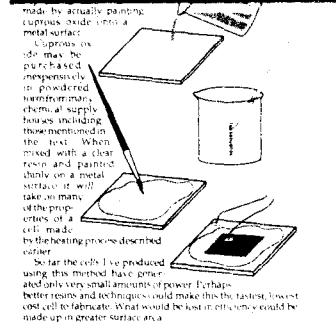 made by actually painting
cuprous oxide onto a
metal surface
Cuprous ox-
ide may be
purchased
inexpensively
in powdered
form from many
chemical supply
houses including
those mentioned in
the text. When
mixed with a clear
resin and painted
thinly on a metal
surface it will
take on many
of the prop-
erties of a
cell made
by the heating process described
earlier
So far the cells I've produced
using this method have gener-
ated only very small amounts of power. Perhaps
better resins and techniques could make this the fastest, lowest
cost cell to fabricate. What would be lost in efficiency could be
made up in greater surface area